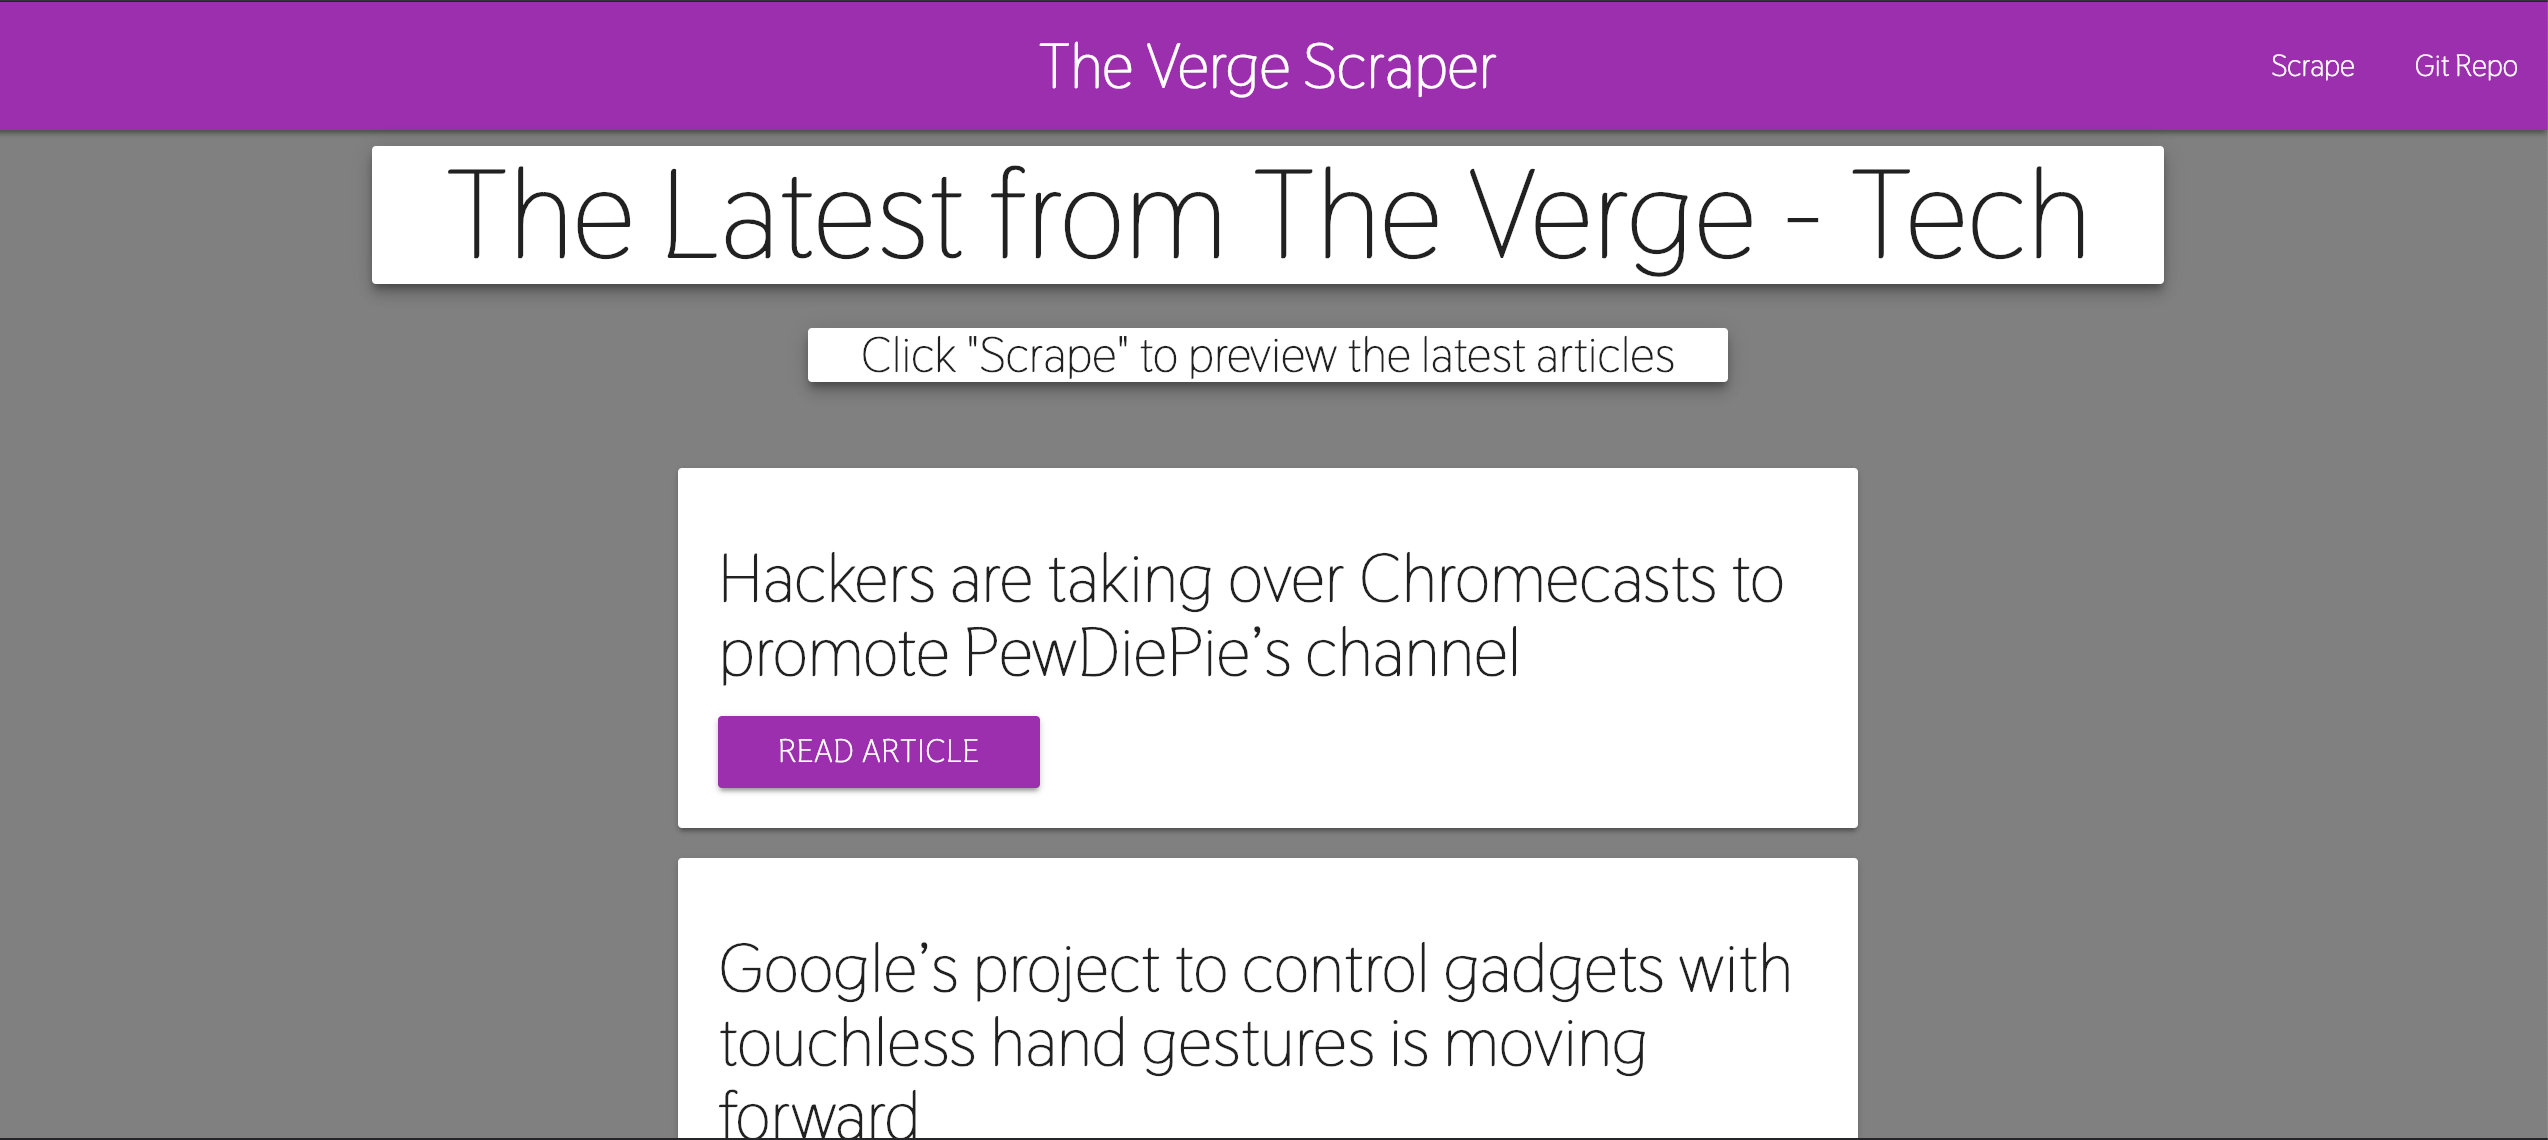 The Verge Scraper
Scrape
Git Repo
The Latest from The Verge - Tech
Click "Scrape" to preview the latest articles
Hackers are taking over Chromecasts to
promote PewDiePie’s channel
READ ARTICLE
Google’s project to control gadgets with
touchless hand gestures is moving
forward